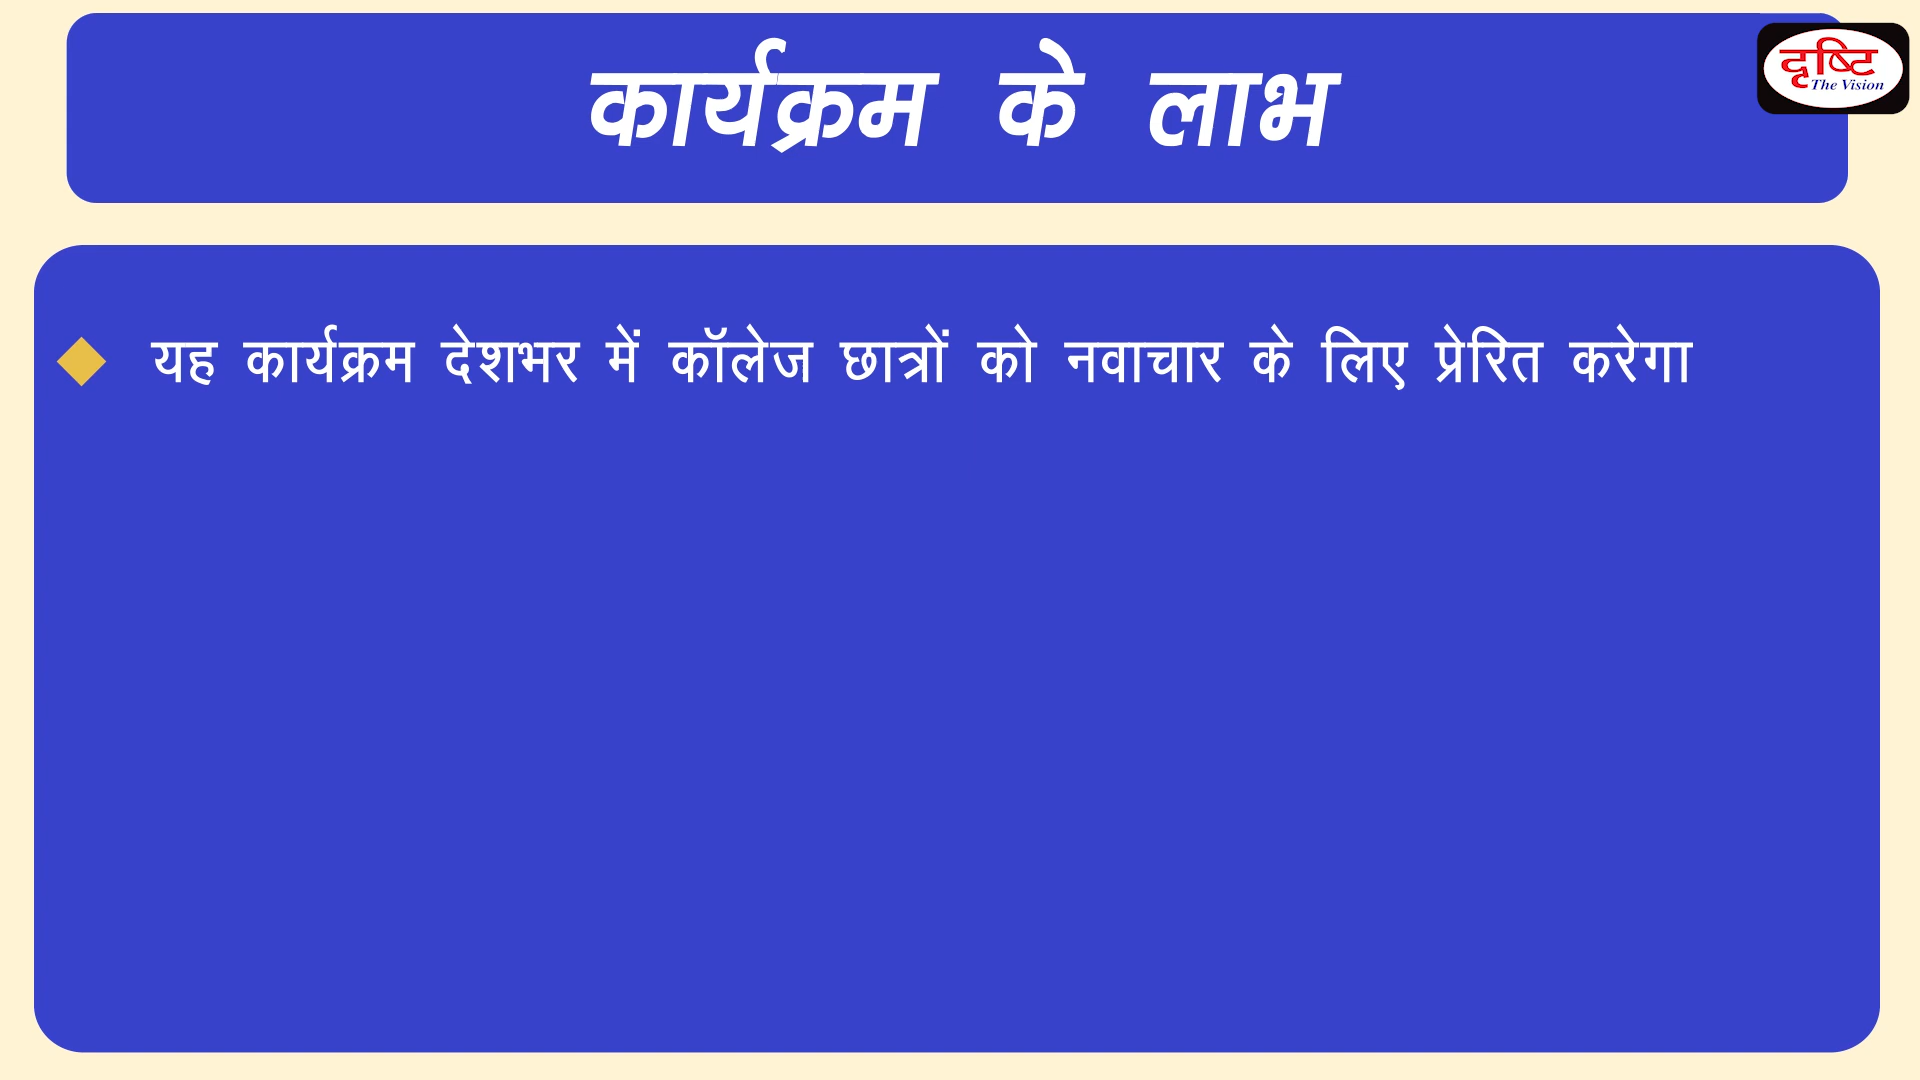 कार्यक्रम के लाभ
दृष्टि
The Vision
यह कार्यक्रम देशभर में कॉलेज़ छात्रों को नवाचार के लिए प्रेरित करेगा